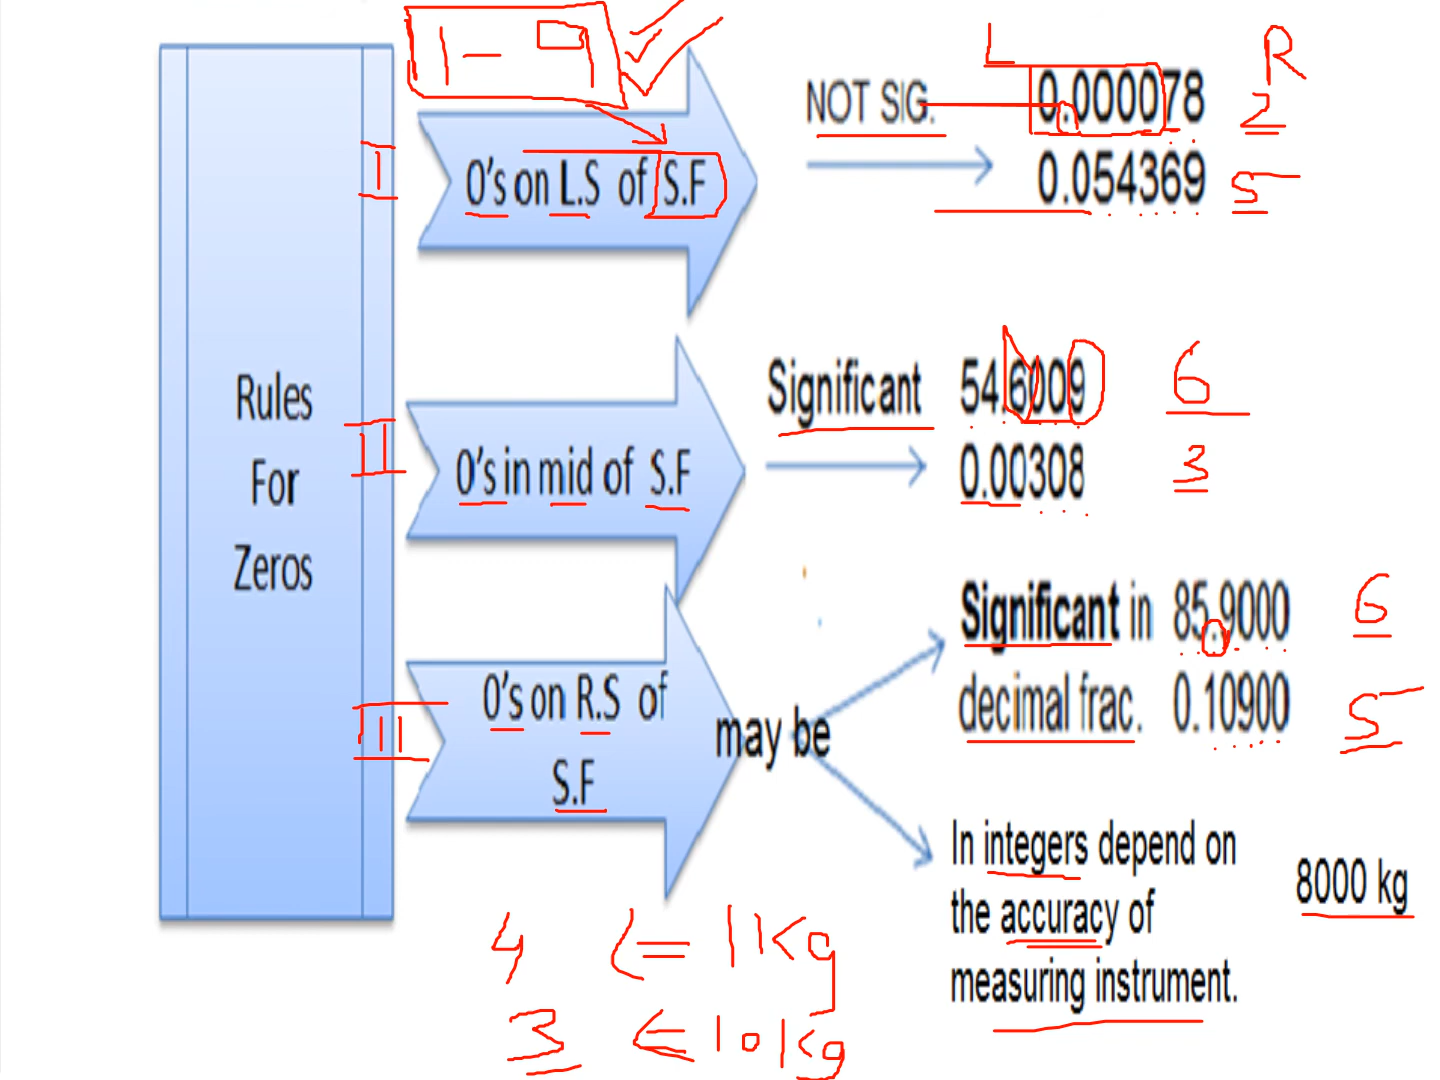 1 - 9
L
R
NOT SIG.
0.000078
2
I
0's on L.S of S.F
0.054369
5
Rules
For
Zeros
Significant
54.6009
6
II
0's in mid of S.F
0.00308
3
III
0's on R.S of
S.F
may be
Significant in 85.9000
6
decimal frac. 0.10900
5
In integers depend on
the accuracy of
measuring instrument.
8000 kg
4 <= 1kg
3 <= 10kg